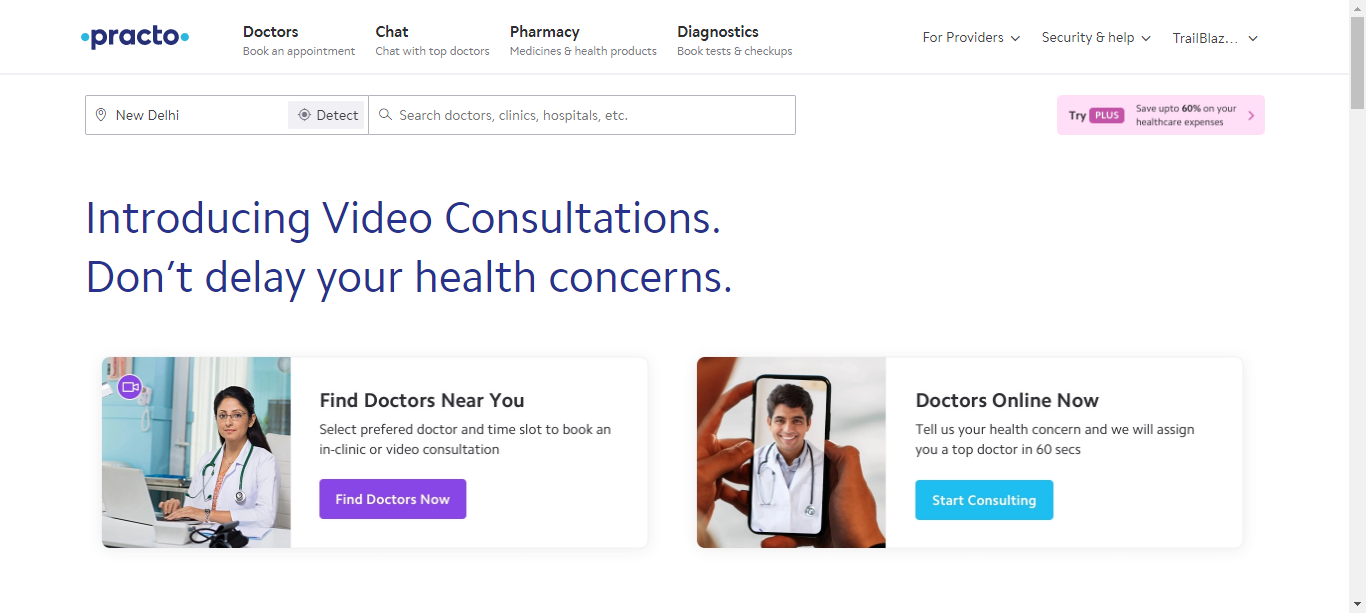 practo
Doctors
Book an appointment
Chat
Chat with top doctors
Pharmacy
Medicines & health products
Diagnostics
Book tests & checkups
For Providers
Security & help
TrailBlaz...
New Delhi
Detect
Search doctors, clinics, hospitals, etc.
Try PLUS
Save upto 60% on your
healthcare expenses
Introducing Video Consultations.
Don't delay your health concerns.
Find Doctors Near You
Select prefered doctor and time slot to book an
in-clinic or video consultation
Find Doctors Now
Doctors Online Now
Tell us your health concern and we will assign
you a top doctor in 60 secs
Start Consulting